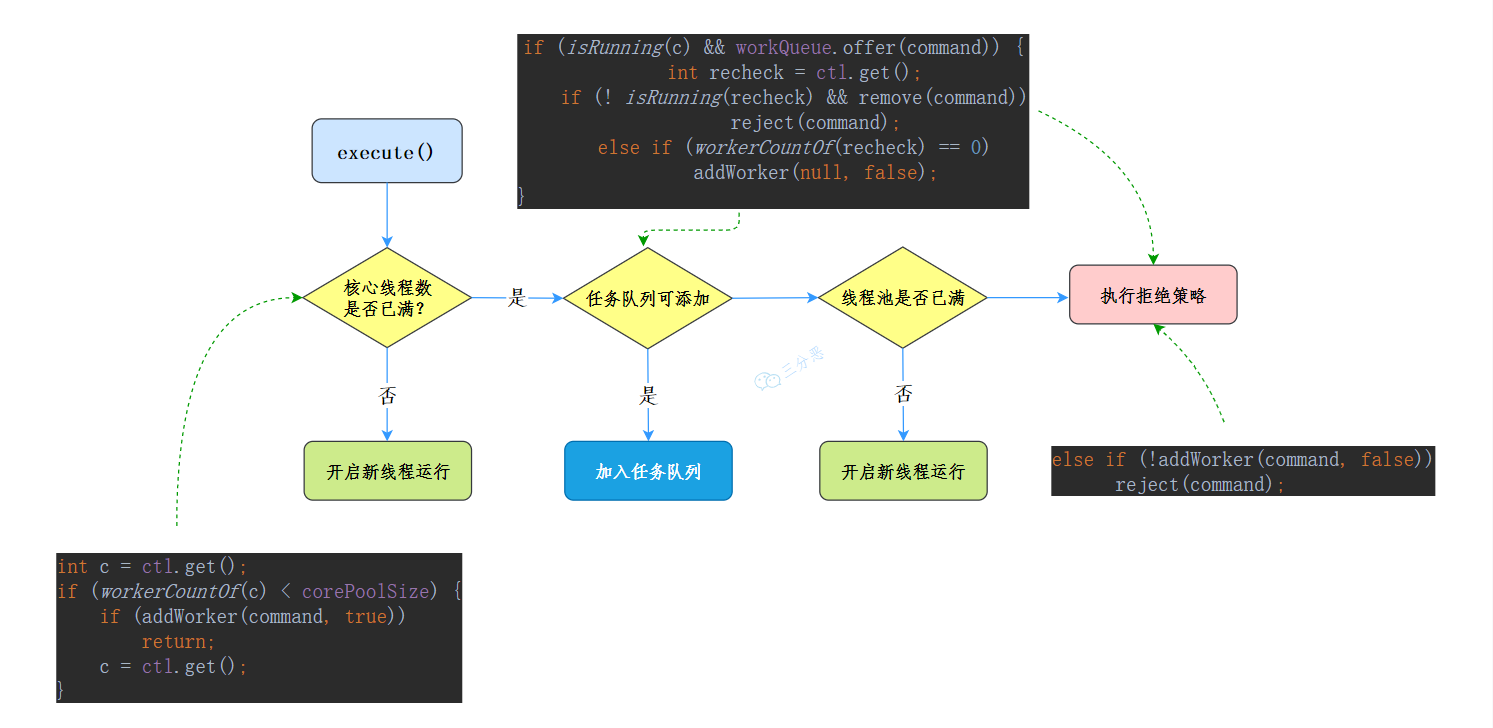 if (isRunning(c) && workQueue.offer(command)) {
int recheck = ctl.get();
if (! isRunning(recheck) && remove(command))
reject(command);
else if (workerCountOf(recheck) == 0)
addWorker(null, false);
}
execute()
核心线程数
是否已满？
是
任务队列可添加
线程池是否已满
执行拒绝策略
三分恶
否
是
否
开启新线程运行
加入任务队列
开启新线程运行
else if (!addWorker(command, false))
reject(command);
int c = ctl.get();
if (workerCountOf(c) < corePoolSize) {
if (addWorker(command, true))
return;
c = ctl.get();
}